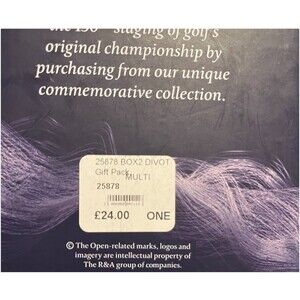 the 150th staging of golf's
original championship by
purchasing from our unique
commemorative collection.
25878 BOX2 DIVOT
Gift Pack
MULTI
25878
£24.00 ONE
© The Open-related marks, logos and
imagery are intellectual property of
The R&A group of companies.